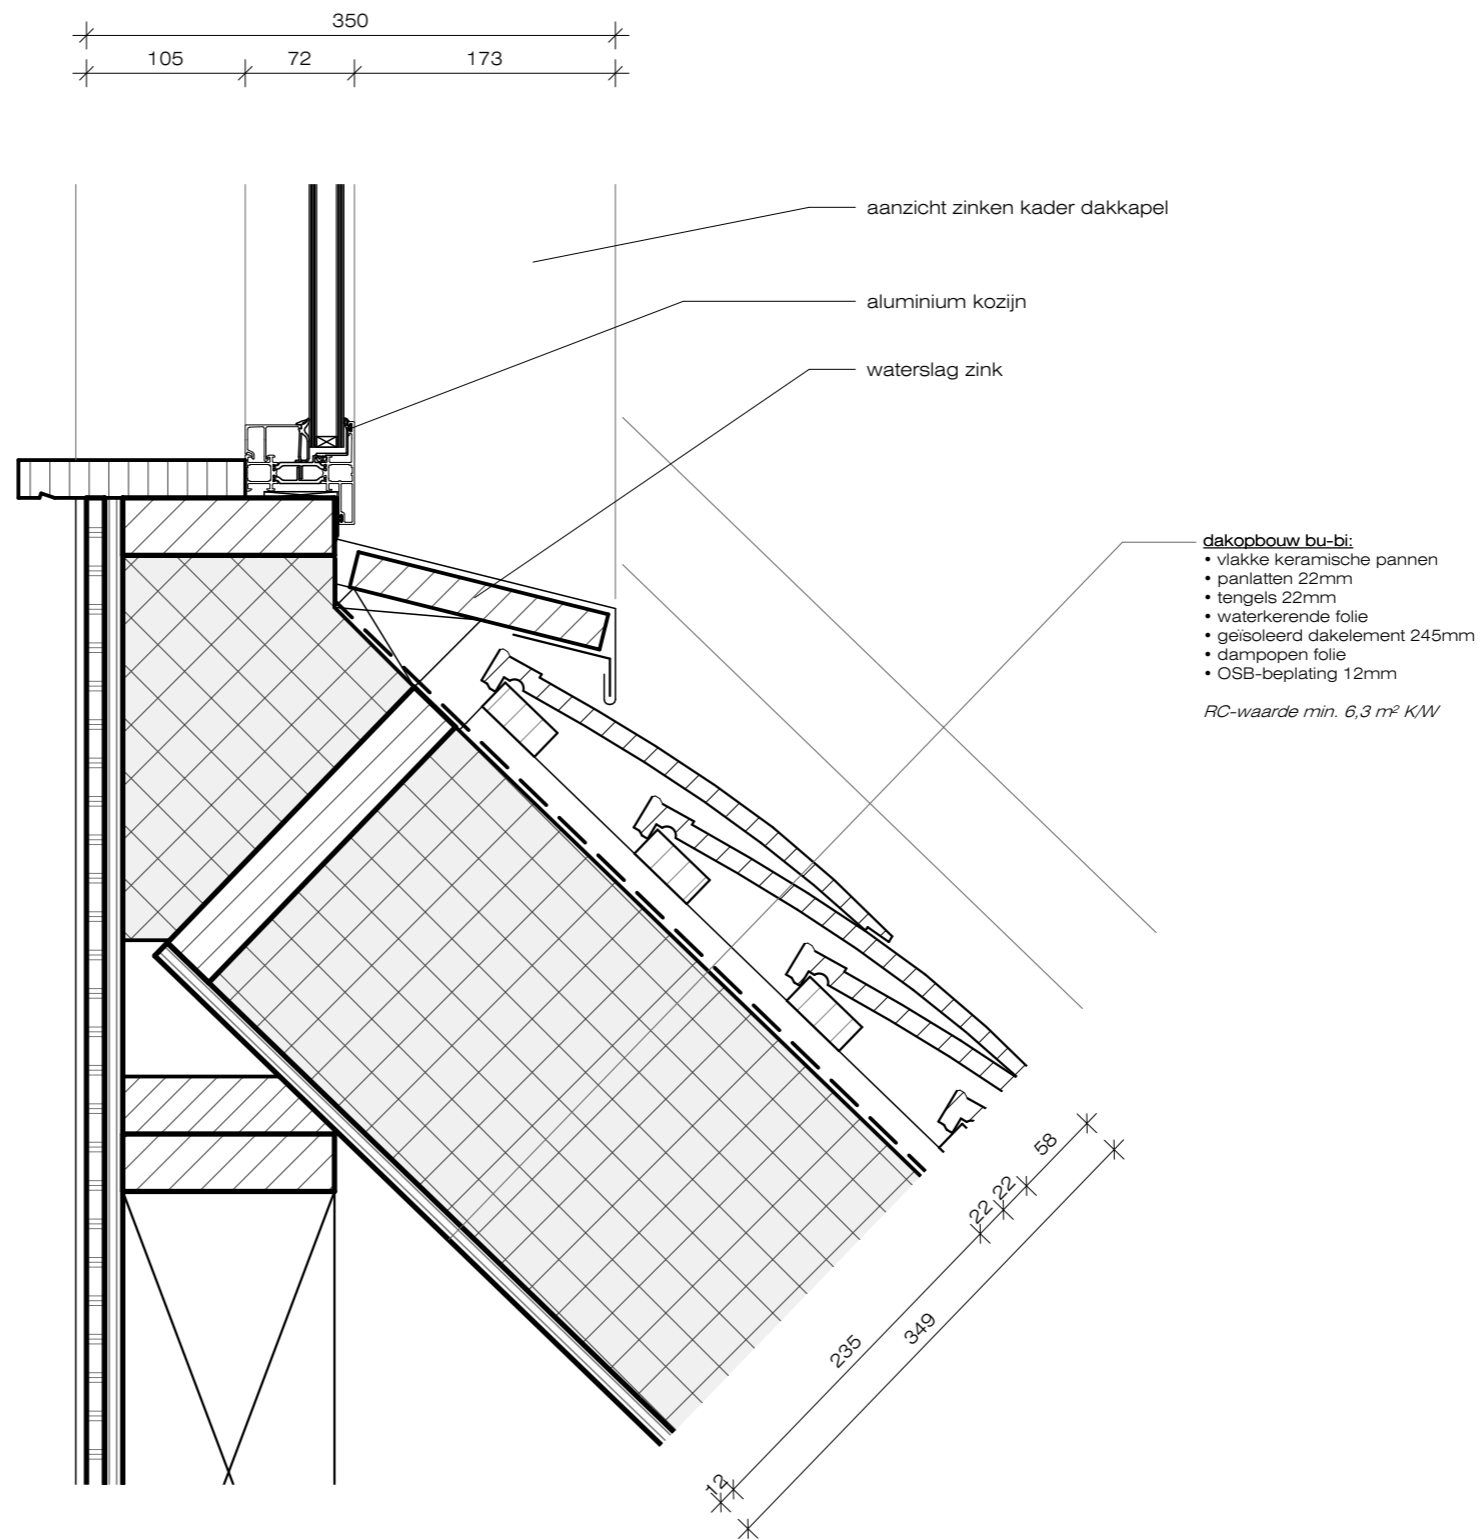 350
105
72
173
aanzicht zinken kader dakkapel
aluminium kozijn
waterslag zink
dakopbouw bu-bi:
• vlakke keramische pannen
• panlatten 22mm
• tengels 22mm
• waterkerende folie
• geïsoleerd dakelement 245mm
• dampopen folie
• OSB-beplating 12mm
RC-waarde min. 6,3 m² K/W
58
22
22
235
349
12